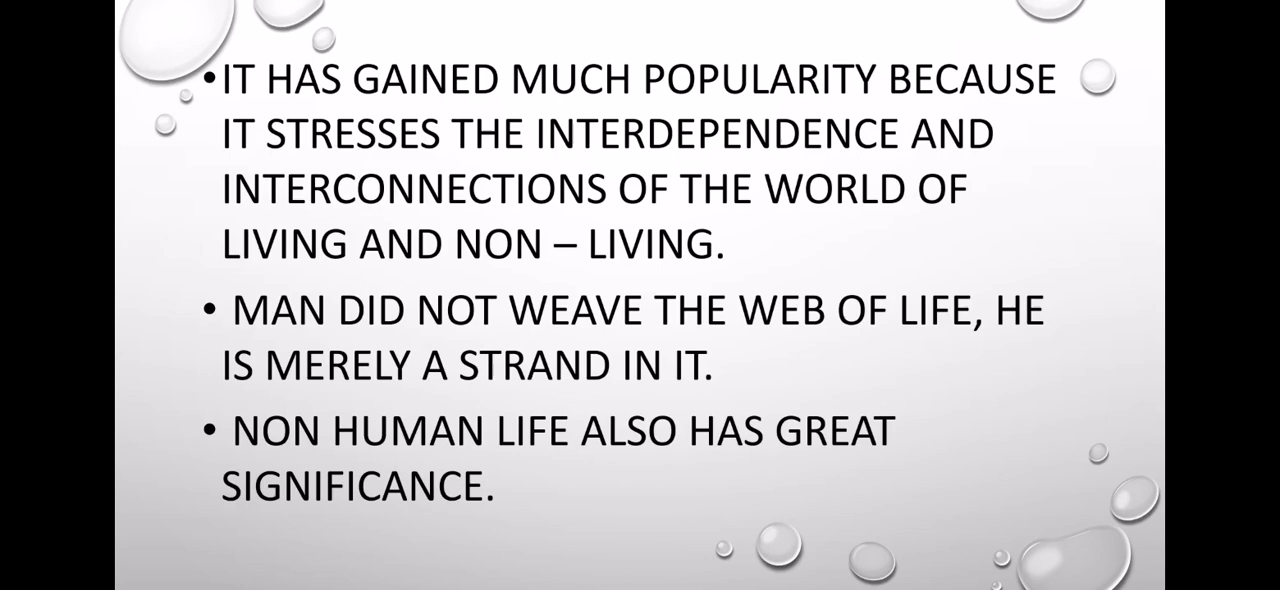 •IT HAS GAINED MUCH POPULARITY BECAUSE
IT STRESSES THE INTERDEPENDENCE AND
INTERCONNECTIONS OF THE WORLD OF
LIVING AND NON – LIVING.
• MAN DID NOT WEAVE THE WEB OF LIFE, HE
IS MERELY A STRAND IN IT.
• NON HUMAN LIFE ALSO HAS GREAT
SIGNIFICANCE.